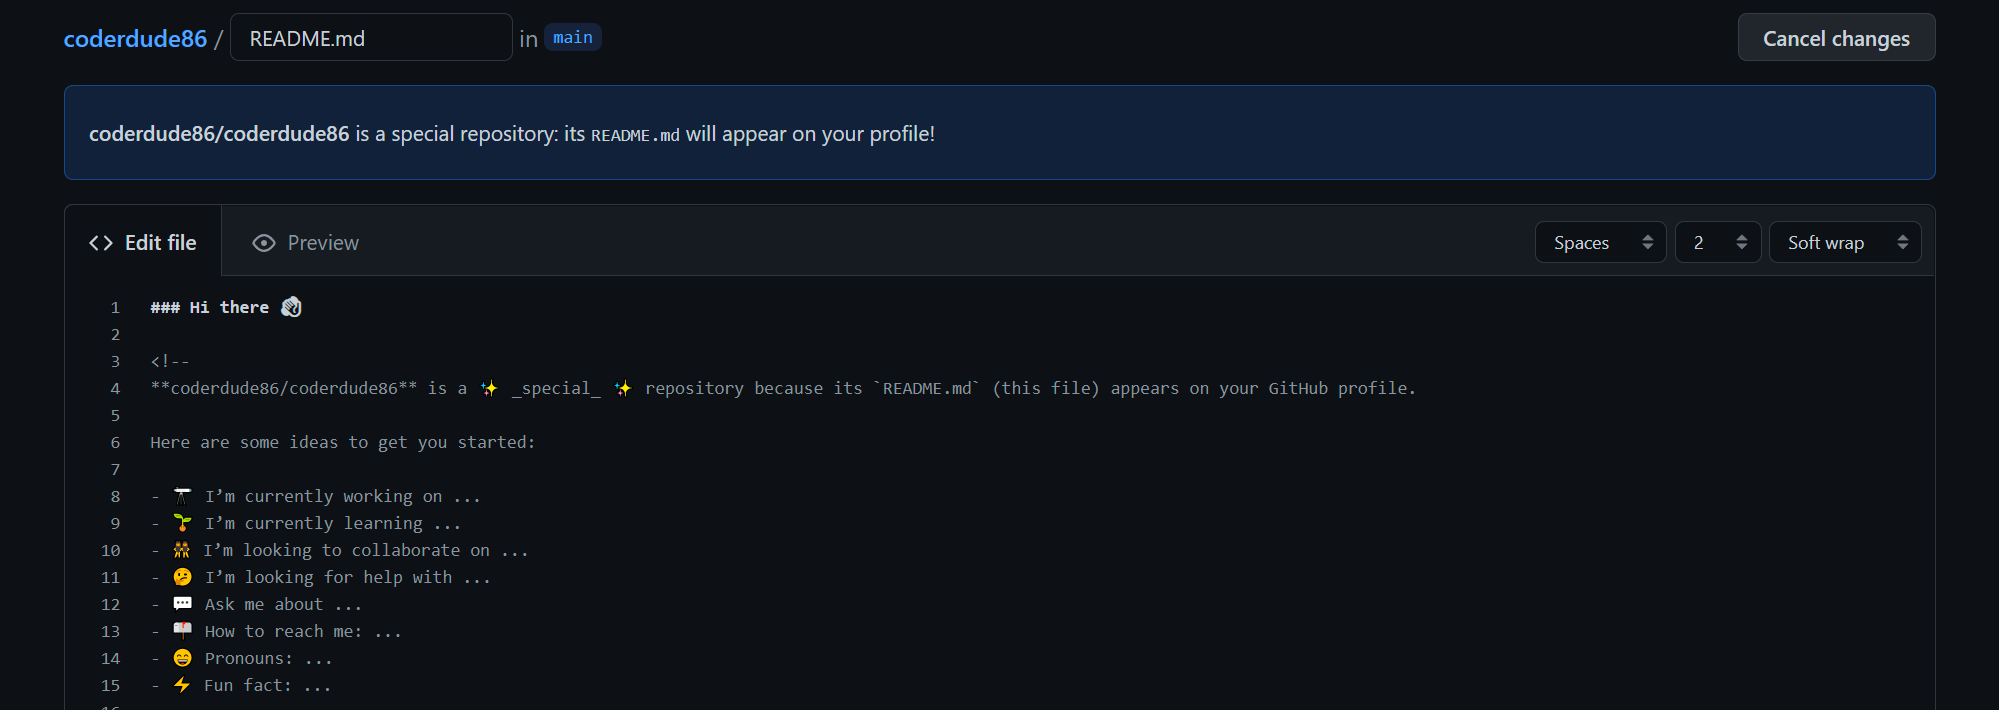 coderdude86 / README.md in main Cancel changes
coderdude86/coderdude86 is a special repository: its README.md will appear on your profile!
<> Edit file Preview Spaces 2 Soft wrap
1 ### Hi there 👋
2
3 <!--
4 **coderdude86/coderdude86** is a ✨ _special_ ✨ repository because its `README.md` (this file) appears on your GitHub profile.
5
6 Here are some ideas to get you started:
7
8 - 🔭 I’m currently working on ...
9 - 🌱 I’m currently learning ...
10 - 👯 I’m looking to collaborate on ...
11 - 🤔 I’m looking for help with ...
12 - 💬 Ask me about ...
13 - 📫 How to reach me: ...
14 - 😄 Pronouns: ...
15 - ⚡ Fun fact: ...
16